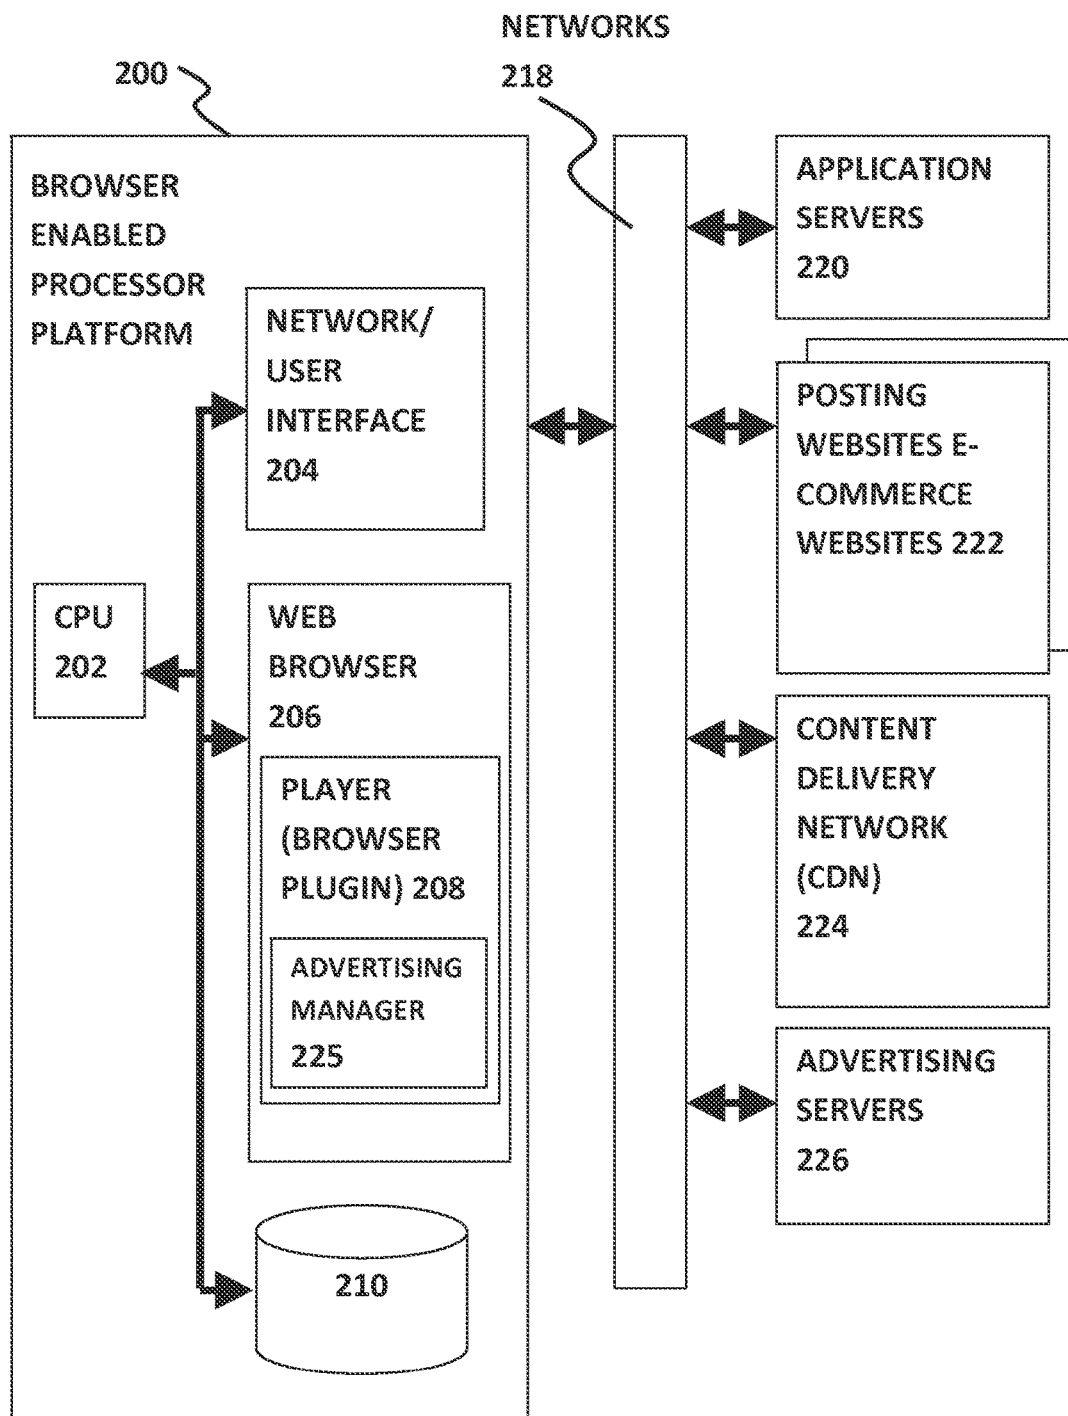 NETWORKS
218
200
BROWSER
ENABLED
PROCESSOR
PLATFORM
NETWORK/
USER
INTERFACE
204
CPU
202
WEB
BROWSER
206
PLAYER
(BROWSER
PLUGIN) 208
ADVERTISING
MANAGER
225
210
APPLICATION
SERVERS
220
POSTING
WEBSITES E-
COMMERCE
WEBSITES 222
CONTENT
DELIVERY
NETWORK
(CDN)
224
ADVERTISING
SERVERS
226